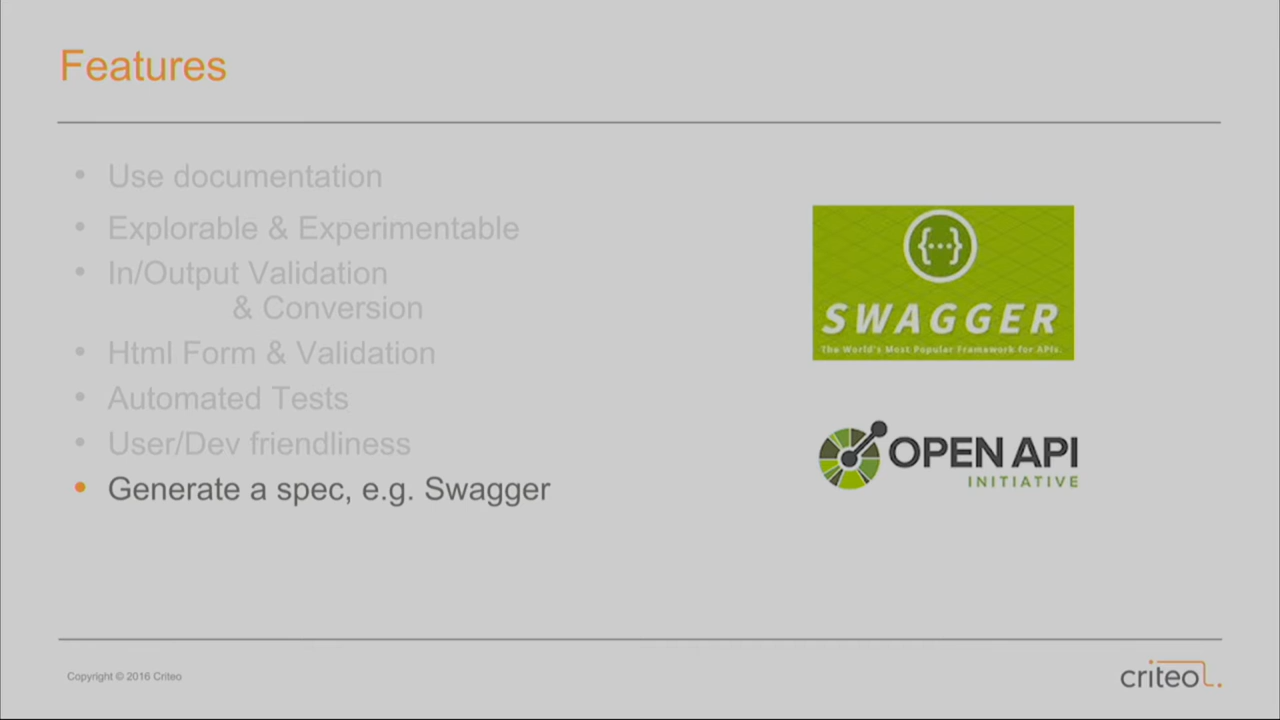 Features
• Use documentation
• Explorable & Experimentable
• In/Output Validation
& Conversion
• Html Form & Validation
• Automated Tests
• User/Dev friendliness
• Generate a spec, e.g. Swagger
{...}
SWAGGER
The World's Most Popular Framework for APIs.
OPEN API
INITIATIVE
Copyright © 2016 Criteo
criteo